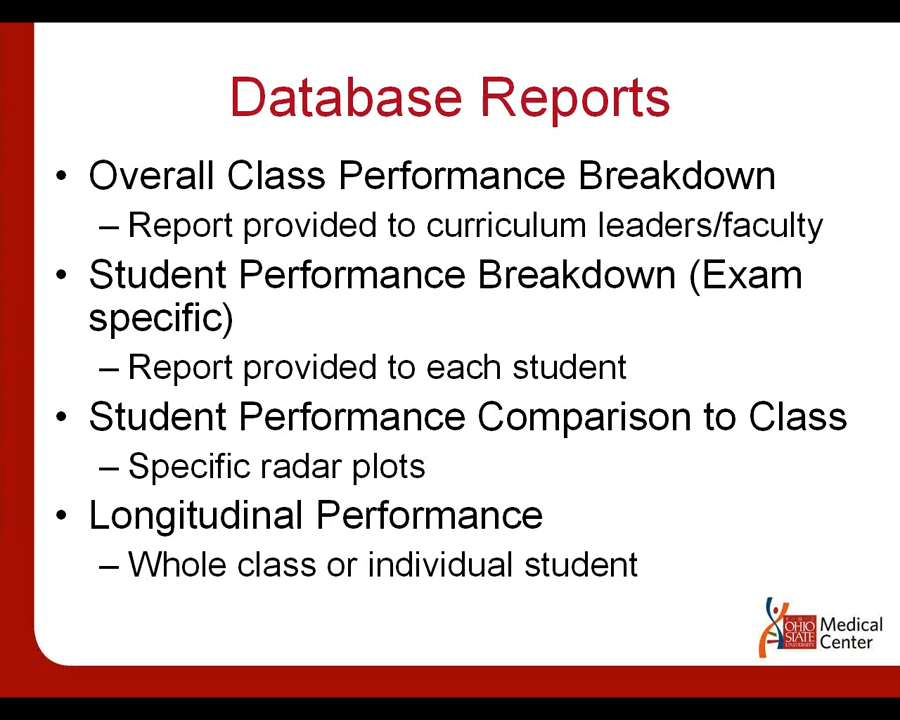 Database Reports
• Overall Class Performance Breakdown
– Report provided to curriculum leaders/faculty
• Student Performance Breakdown (Exam
specific)
– Report provided to each student
• Student Performance Comparison to Class
– Specific radar plots
• Longitudinal Performance
– Whole class or individual student
OHIO
STATE
UNIVERSITY
Medical
Center